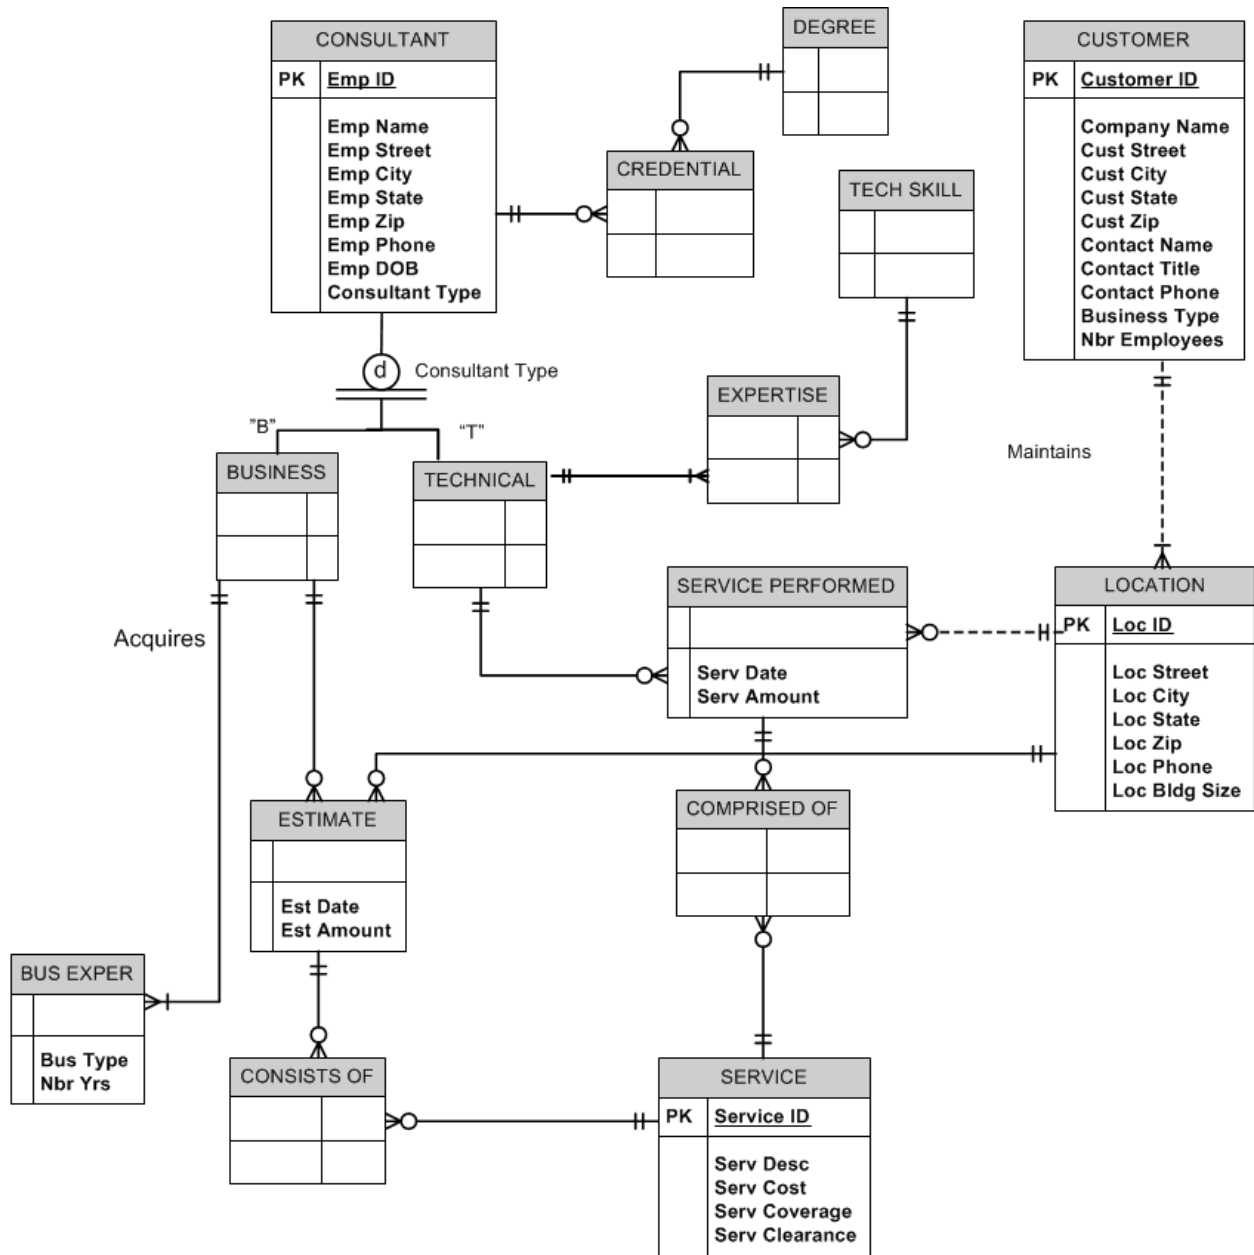 CONSULTANT
PK Emp ID
Emp Name
Emp Street
Emp City
Emp State
Emp Zip
Emp Phone
Emp DOB
Consultant Type
DEGREE
CREDENTIAL
TECH SKILL
CUSTOMER
PK Customer ID
Company Name
Cust Street
Cust City
Cust State
Cust Zip
Contact Name
Contact Title
Contact Phone
Business Type
Nbr Employees
d
Consultant Type
"B"
"T"
BUSINESS
TECHNICAL
EXPERTISE
Maintains
Acquires
SERVICE PERFORMED
Serv Date
Serv Amount
LOCATION
PK Loc ID
Loc Street
Loc City
Loc State
Loc Zip
Loc Phone
Loc Bldg Size
ESTIMATE
Est Date
Est Amount
COMPRISED OF
BUS EXPER
Bus Type
Nbr Yrs
CONSISTS OF
SERVICE
PK Service ID
Serv Desc
Serv Cost
Serv Coverage
Serv Clearance